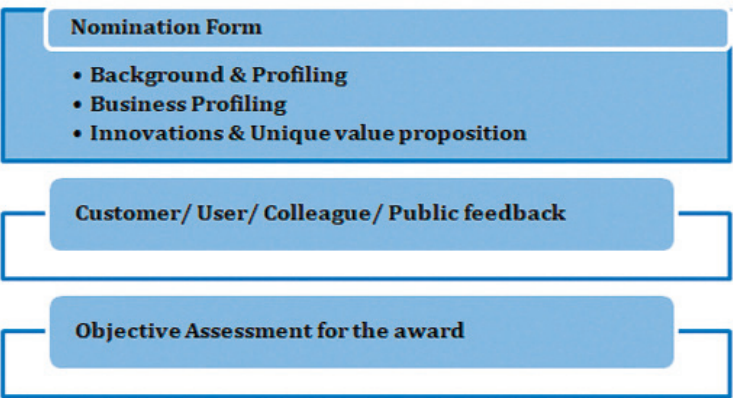 Nomination Form
• Background & Profiling
• Business Profiling
• Innovations & Unique value proposition
Customer/ User/ Colleague/ Public feedback
Objective Assessment for the award